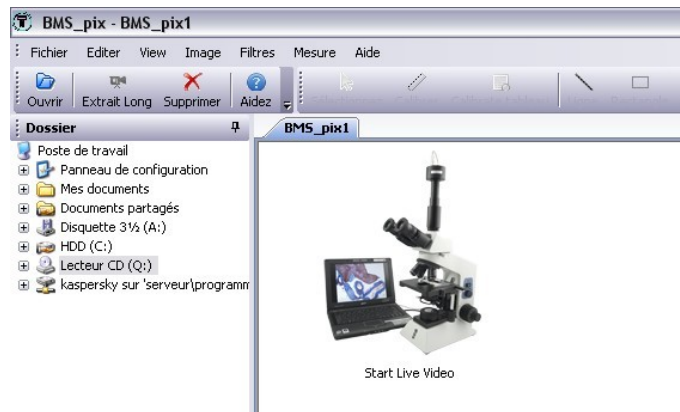 BMS_pix - BMS_pix1
Fichier Editer View Image Filtres Mesure Aide
Ouvrir Extrait Long Supprimer Aidez
Dossier
BMS_pix1
Poste de travail
Panneau de configuration
Mes documents
Documents partagés
Disquette 3½ (A:)
HDD (C:)
Lecteur CD (Q:)
kaspersky sur 'serveur\programm
Start Live Video